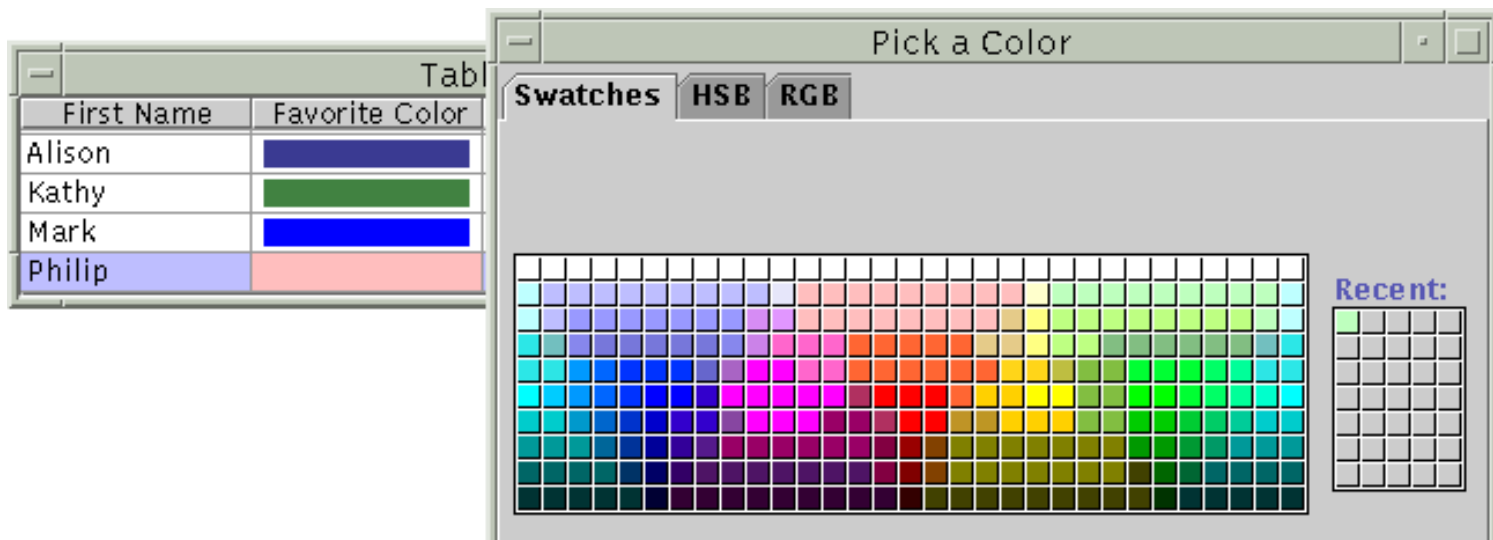 Tabl
First Name Favorite Color
Alison
Kathy
Mark
Philip
Pick a Color
Swatches HSB RGB
Recent: